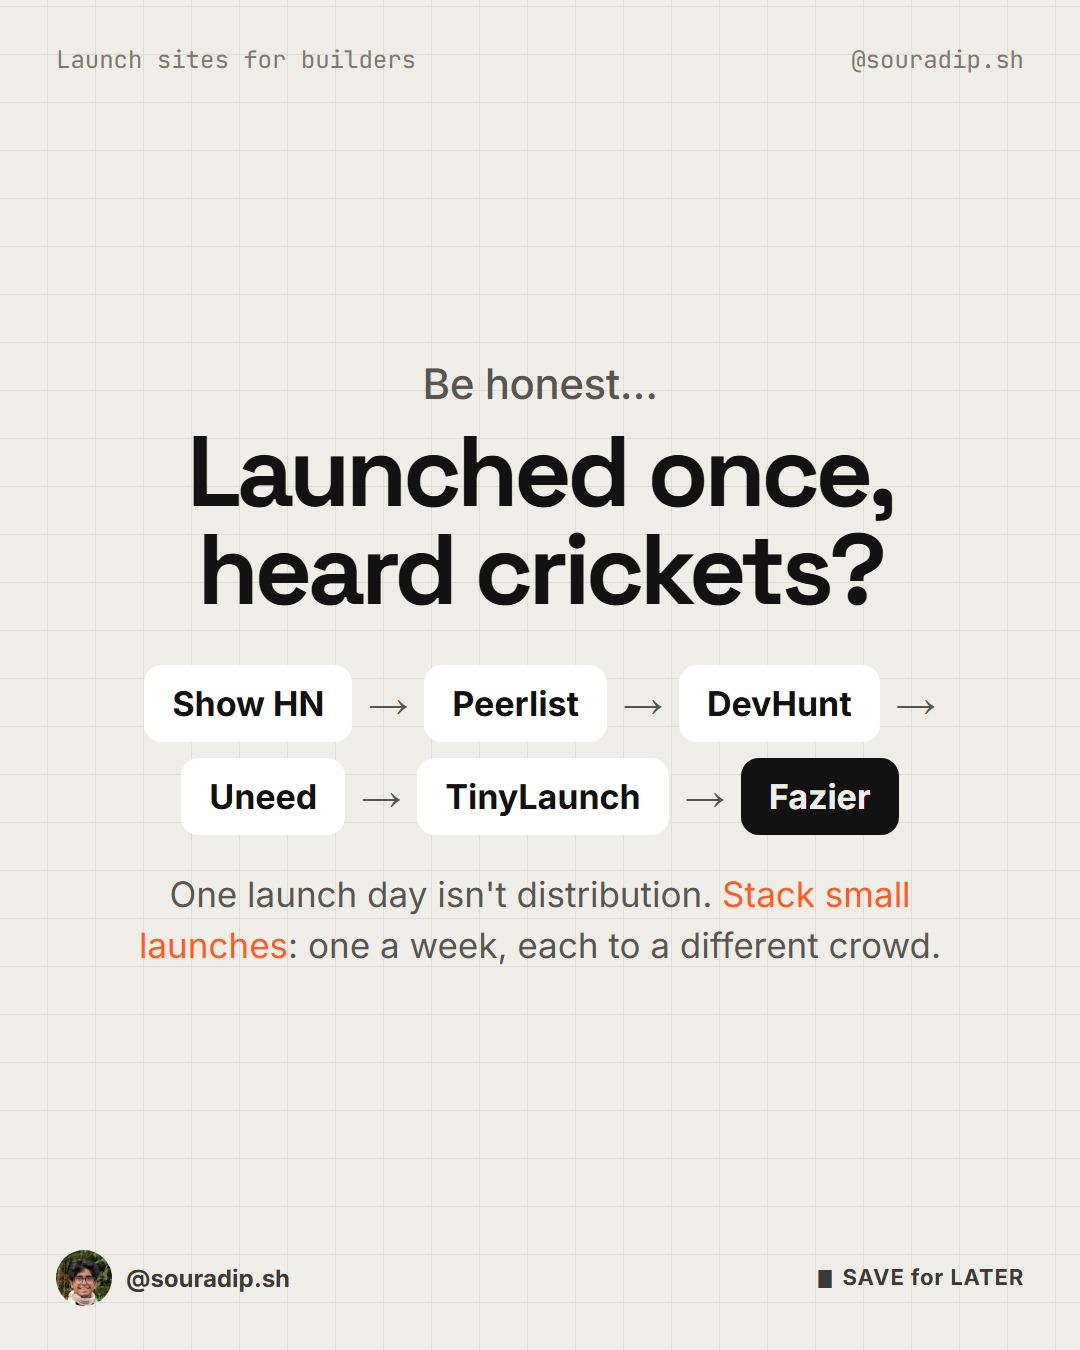 Launch sites for builders
@souradip.sh
Be honest...
Launched once,
heard crickets?
Show HN → Peerlist → DevHunt →
Uneed → TinyLaunch → Fazier
One launch day isn't distribution. Stack small
launches: one a week, each to a different crowd.
@souradip.sh
SAVE for LATER